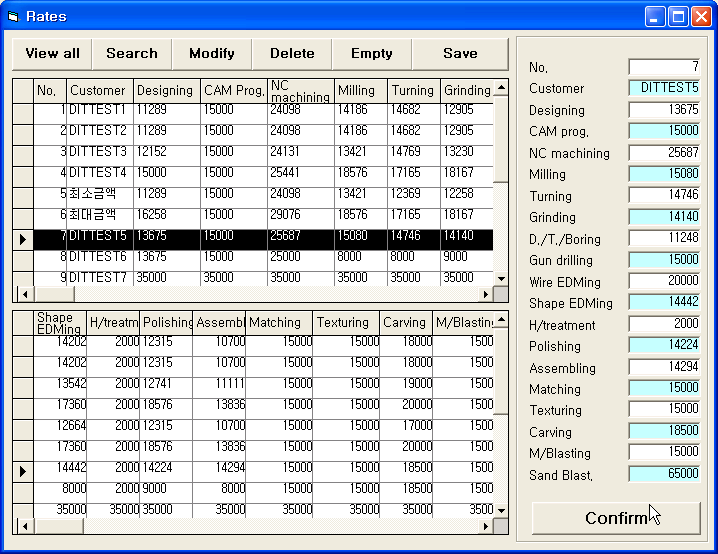 Rates
View all Search Modify Delete Empty Save
No. Customer Designing CAM Prog. NC machining Milling Turning Grinding
1 DITTEST1 11289 15000 24098 14186 14682 12905
2 DITTEST2 11289 15000 24098 14186 14682 12905
3 DITTEST3 12152 15000 24131 13421 14769 13230
4 DITTEST4 15000 15000 25441 18576 17165 18167
5 최소금액 11289 15000 24098 13421 12369 12258
6 최대금액 16258 15000 29076 18576 17165 18167
7 DITTEST5 13675 15000 25687 15080 14746 14140
8 DITTEST6 13675 15000 25000 8000 8000 9000
9 DITTEST7 35000 35000 35000 35000 35000 35000
Shape EDMing H/treatm Polishing Assembl Matching Texturing Carving M/Blasting
14202 2000 12315 10700 15000 15000 18000 1500
14202 2000 12315 10700 15000 15000 18000 1500
13542 2000 12741 11111 15000 15000 19000 1500
17360 2000 18576 13836 15000 15000 20000 1500
12664 2000 12315 10700 15000 15000 17000 1500
17360 2000 18576 13836 15000 15000 20000 1500
14442 2000 14224 14294 15000 15000 18500 1500
8000 2000 9000 8000 15000 15000 18500 1500
35000 35000 35000 35000 35000 35000 35000 3500
No. 7
Customer DITTEST5
Designing 13675
CAM prog. 15000
NC machining 25687
Milling 15080
Turning 14746
Grinding 14140
D./T./Boring 11248
Gun drilling 15000
Wire EDMing 20000
Shape EDMing 14442
H/treatment 2000
Polishing 14224
Assembling 14294
Matching 15000
Texturing 15000
Carving 18500
M/Blasting 15000
Sand Blast. 65000
Confirm